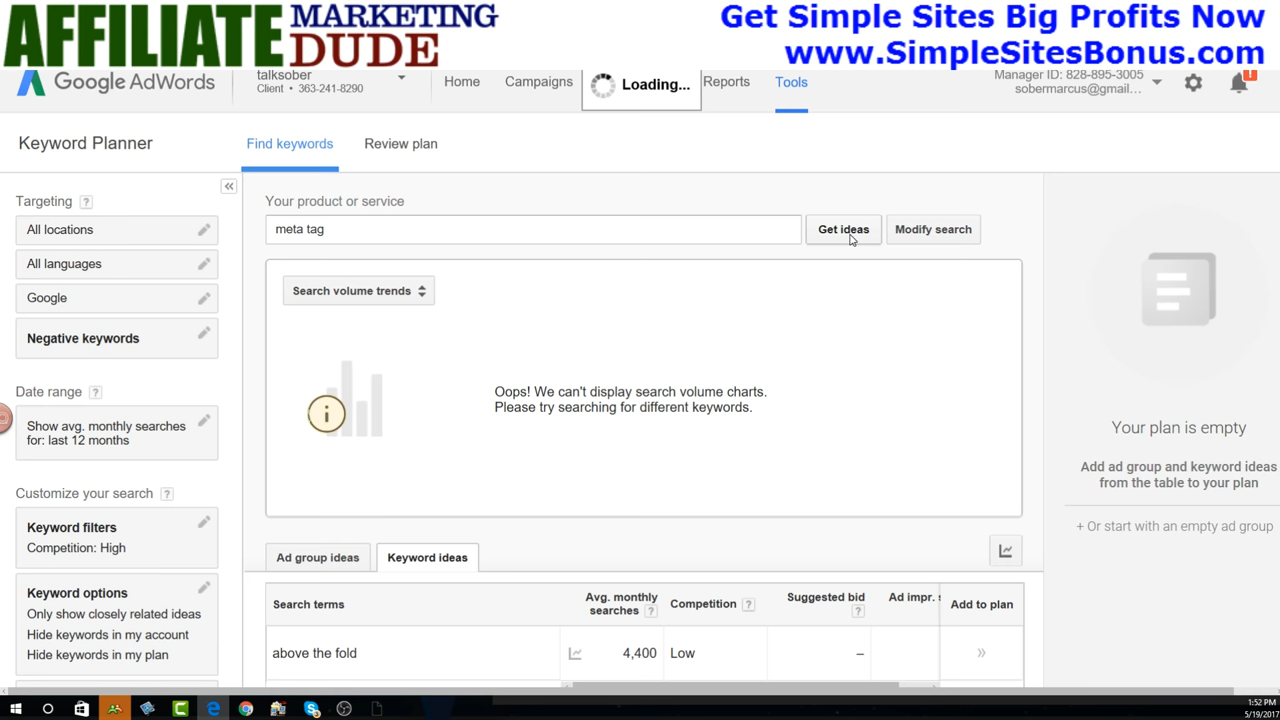 AFFILIATE MARKETING DUDE
Get Simple Sites Big Profits Now
www.SimpleSitesBonus.com
Google AdWords
talksober
Client • 363-241-8290
Home
Campaigns
Loading...
Reports
Tools
Manager ID: 828-895-3005
sobermarcus@gmail...
Keyword Planner
Find keywords
Review plan
Targeting ?
All locations
All languages
Google
Negative keywords
Date range ?
Show avg. monthly searches
for: last 12 months
Customize your search ?
Keyword filters
Competition: High
Keyword options
Only show closely related ideas
Hide keywords in my account
Hide keywords in my plan
Your product or service
meta tag
Get ideas
Modify search
Search volume trends
Oops! We can't display search volume charts.
Please try searching for different keywords.
Ad group ideas
Keyword ideas
Search terms
Avg. monthly
searches ?
Competition ?
Suggested bid
?
Ad impr.
Add to plan
above the fold
4,400
Low
–
»
Your plan is empty
Add ad group and keyword ideas
from the table to your plan
+ Or start with an empty ad group
1:52 PM
5/19/2017